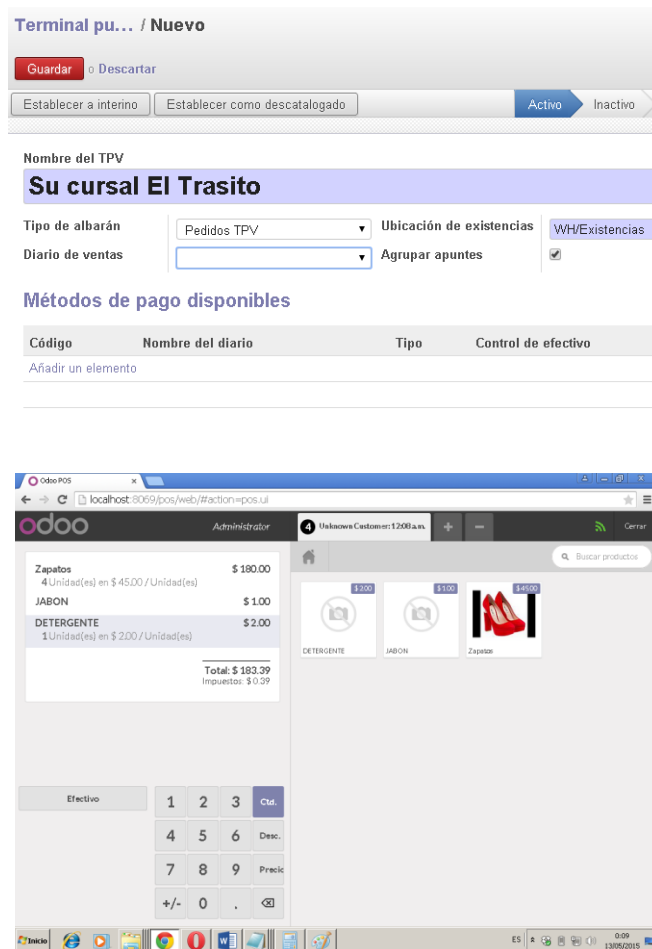 Terminal pu... / Nuevo
Guardar o Descartar
Establecer a interino Establecer como descatalogado Activo Inactivo
Nombre del TPV
Su cursal El Trasito
Tipo de albarán Pedidos TPV Ubicación de existencias WH/Existencias
Diario de ventas Agrupar apuntes
Métodos de pago disponibles
Código Nombre del diario Tipo Control de efectivo
Añadir un elemento
Odoo POS
localhost:8069/pos/web/#action=pos.ui
odoo Administrator 4 Unknown Customer: 12:08 a.m. + - Cerrar
Buscar productos
Zapatos $ 180.00
4 Unidad(es) en $ 45.00 / Unidad(es)
JABON $ 1.00
DETERGENTE $ 2.00
1 Unidad(es) en $ 2.00 / Unidad(es)
Total: $ 183.39
Impuestos: $ 0.39
$ 2.00 $ 1.00 $ 45.00
DETERGENTE JABON Zapatos
Efectivo 1 2 3 Ctd.
4 5 6 Desc.
7 8 9 Precio
+/- 0 .
Inicio ES 0:09
13/05/2015